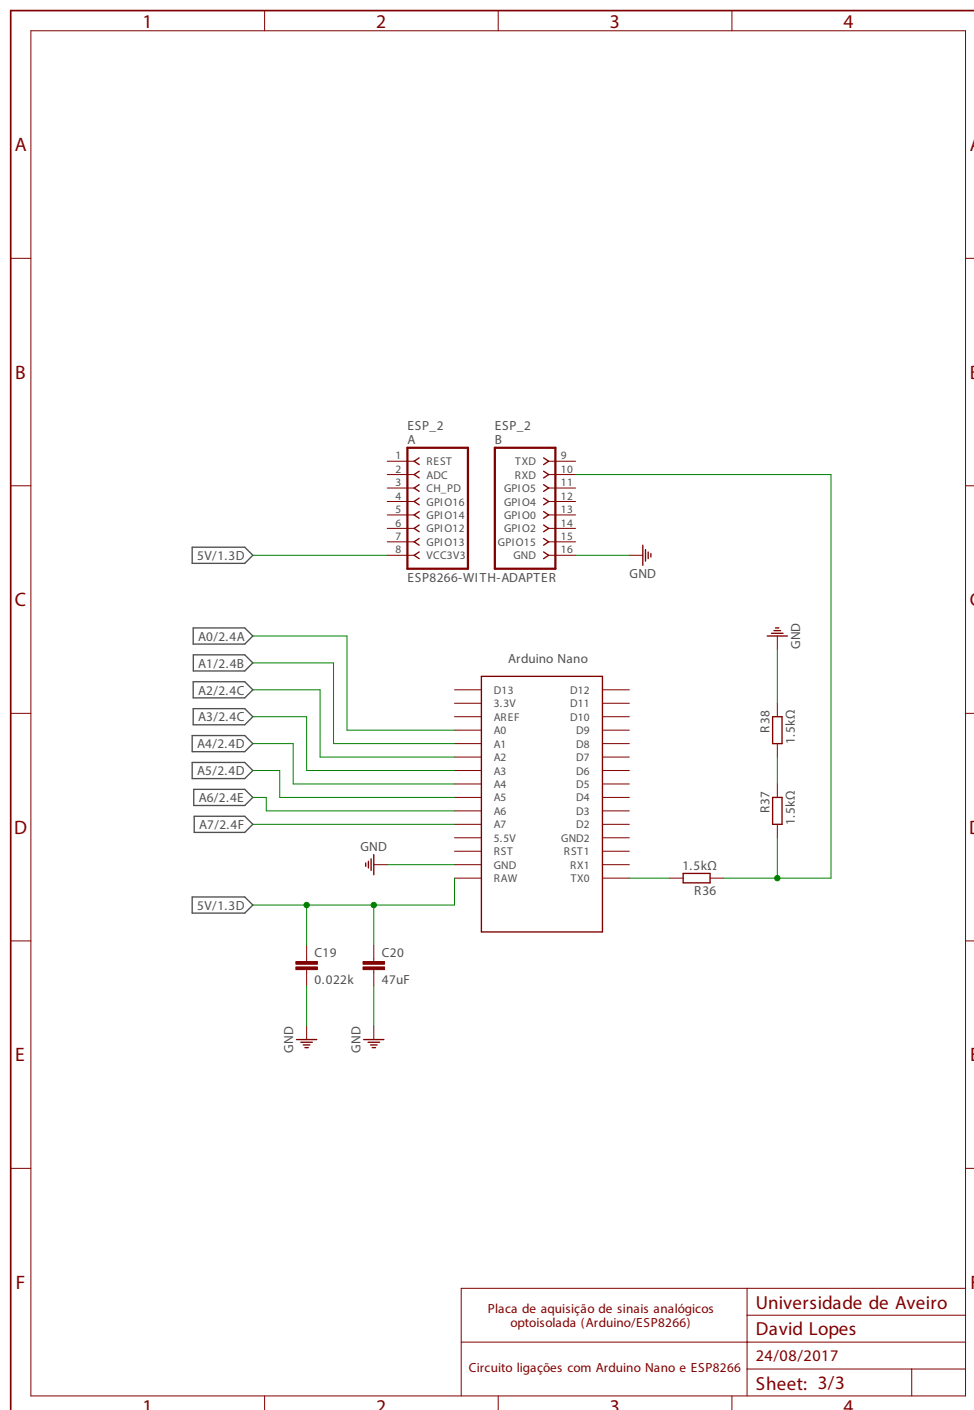 1 2 3 4
A A
B B
C C
D D
E E
F F
ESP_2
A
1 REST
2 ADC
3 CH_PD
4 GPIO16
5 GPIO14
6 GPIO12
7 GPIO13
8 VCC3V3
ESP_2
B
TXD 9
RXD 10
GPIO5 11
GPIO4 12
GPIO0 13
GPIO2 14
GPIO15 15
GND 16
ESP8266-WITH-ADAPTER
GND
5V/1.3D
A0/2.4A
A1/2.4B
A2/2.4C
A3/2.4C
A4/2.4D
A5/2.4D
A6/2.4E
A7/2.4F
Arduino Nano
D13
3.3V
AREF
A0
A1
A2
A3
A4
A5
A6
A7
5.5V
RST
GND
RAW
D12
D11
D10
D9
D8
D7
D6
D5
D4
D3
D2
GND2
RST1
RX1
TX0
GND
R38
1.5kΩ
R37
1.5kΩ
1.5kΩ
R36
GND
5V/1.3D
C19
0.022k
C20
47uF
GND
GND
Placa de aquisição de sinais analógicos
optoisolada (Arduino/ESP8266)
Circuito ligações com Arduino Nano e ESP8266
Universidade de Aveiro
David Lopes
24/08/2017
Sheet: 3/3
1 2 3 4